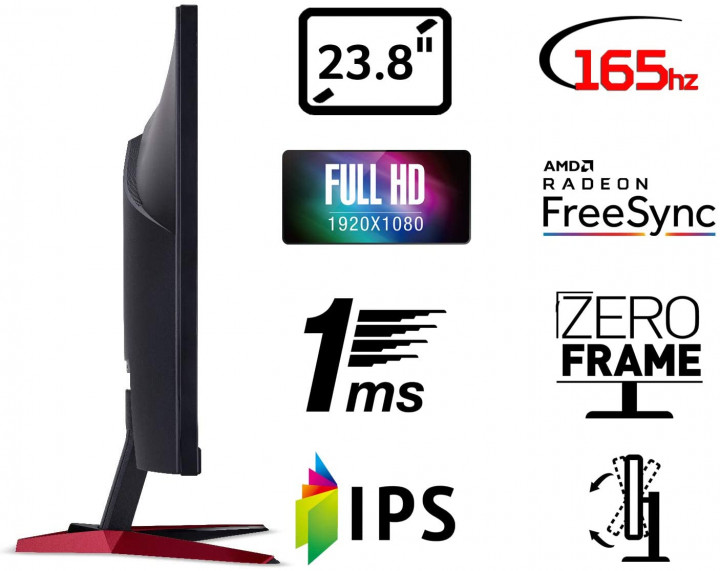 23.8"
165hz
FULL HD
1920X1080
AMD
RADEON
FreeSync
1
ms
ZERO
FRAME
IPS